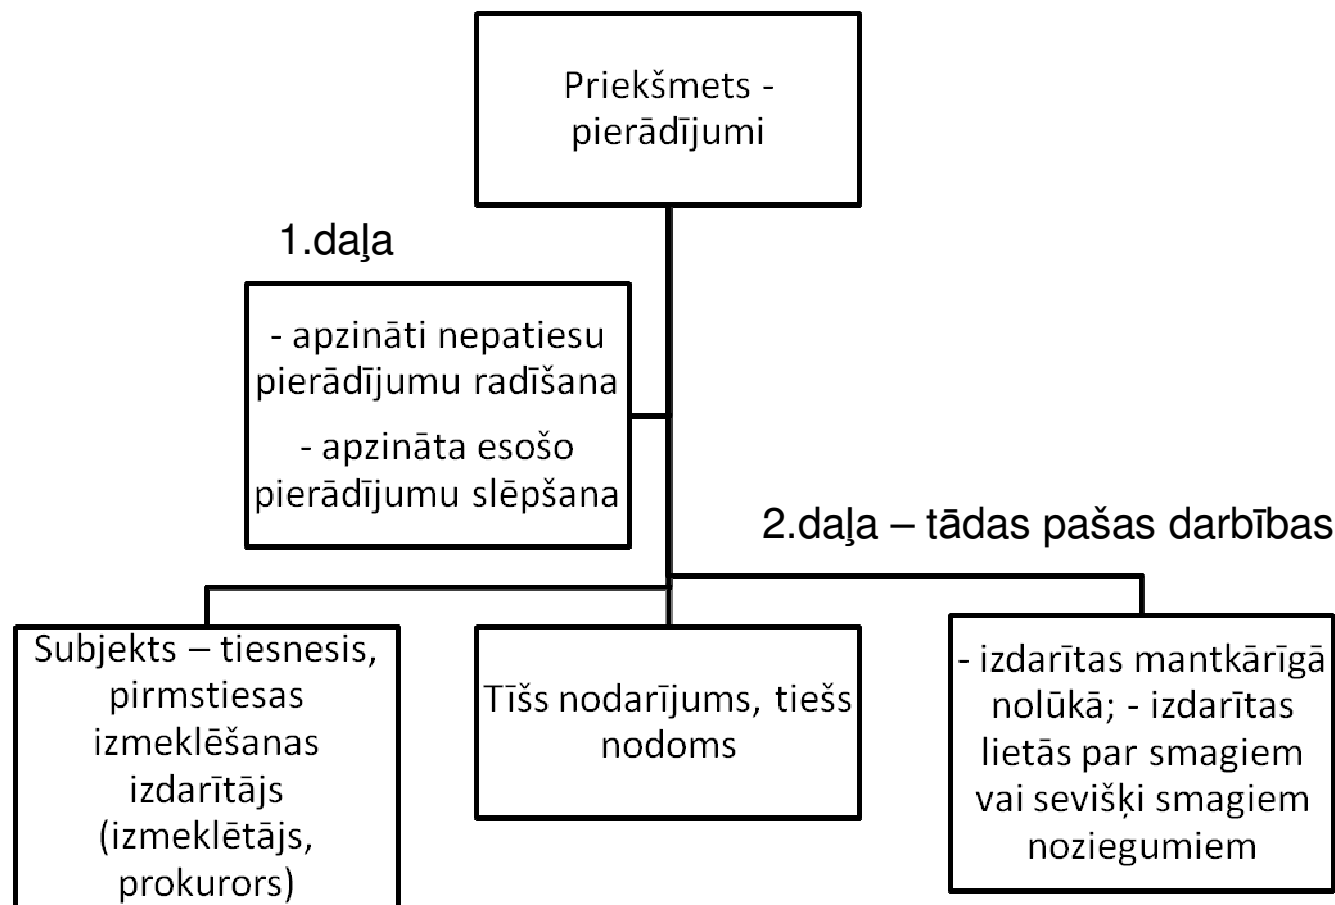 Priekšmets -
pierādījumi
1.daļa
- apzināti nepatiesu
pierādījumu radīšana
- apzināta esošo
pierādījumu slēpšana
2.daļa – tādas pašas darbības
Subjekts – tiesnesis,
pirmstiesas
izmeklēšanas
izdarītājs
(izmeklētājs,
prokurors)
Tīšs nodarījums, tiešs
nodoms
- izdarītas mantkārīgā
nolūkā; - izdarītas
lietās par smagiem
vai sevišķi smagiem
noziegumiem